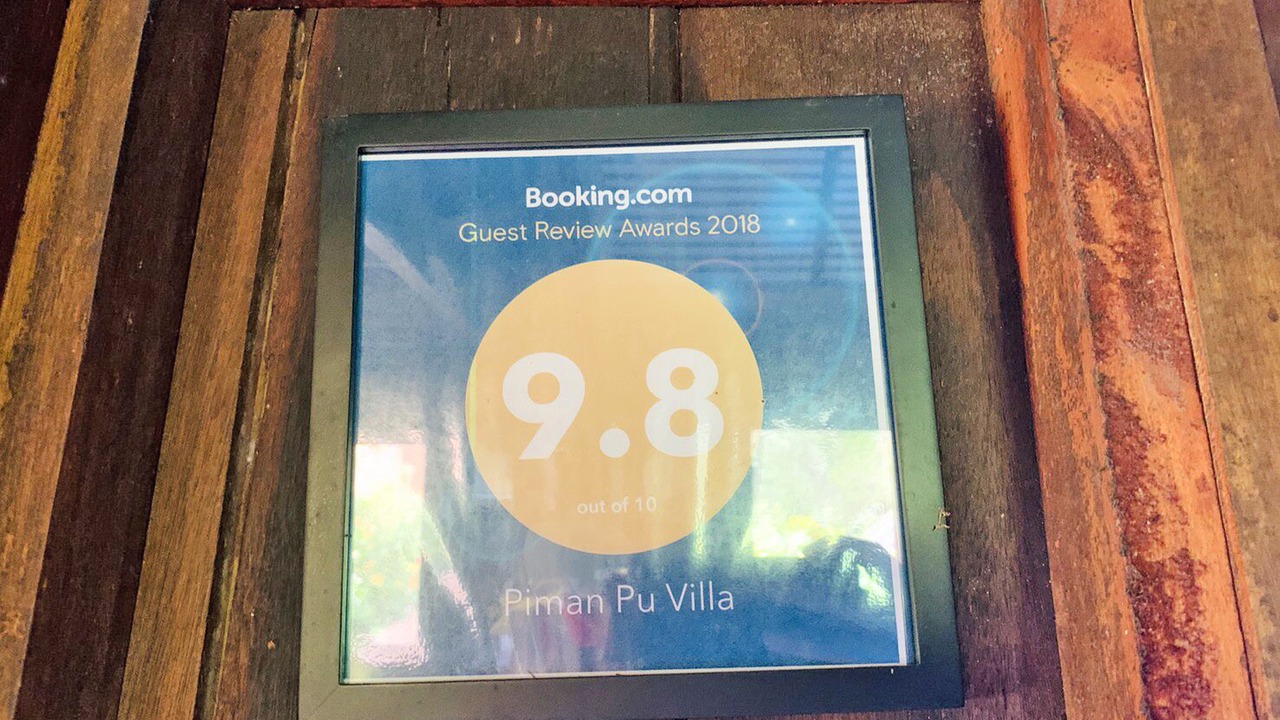 Booking.com
Guest Review Awards 2018
9.8
out of 10
Piman Pu Villa